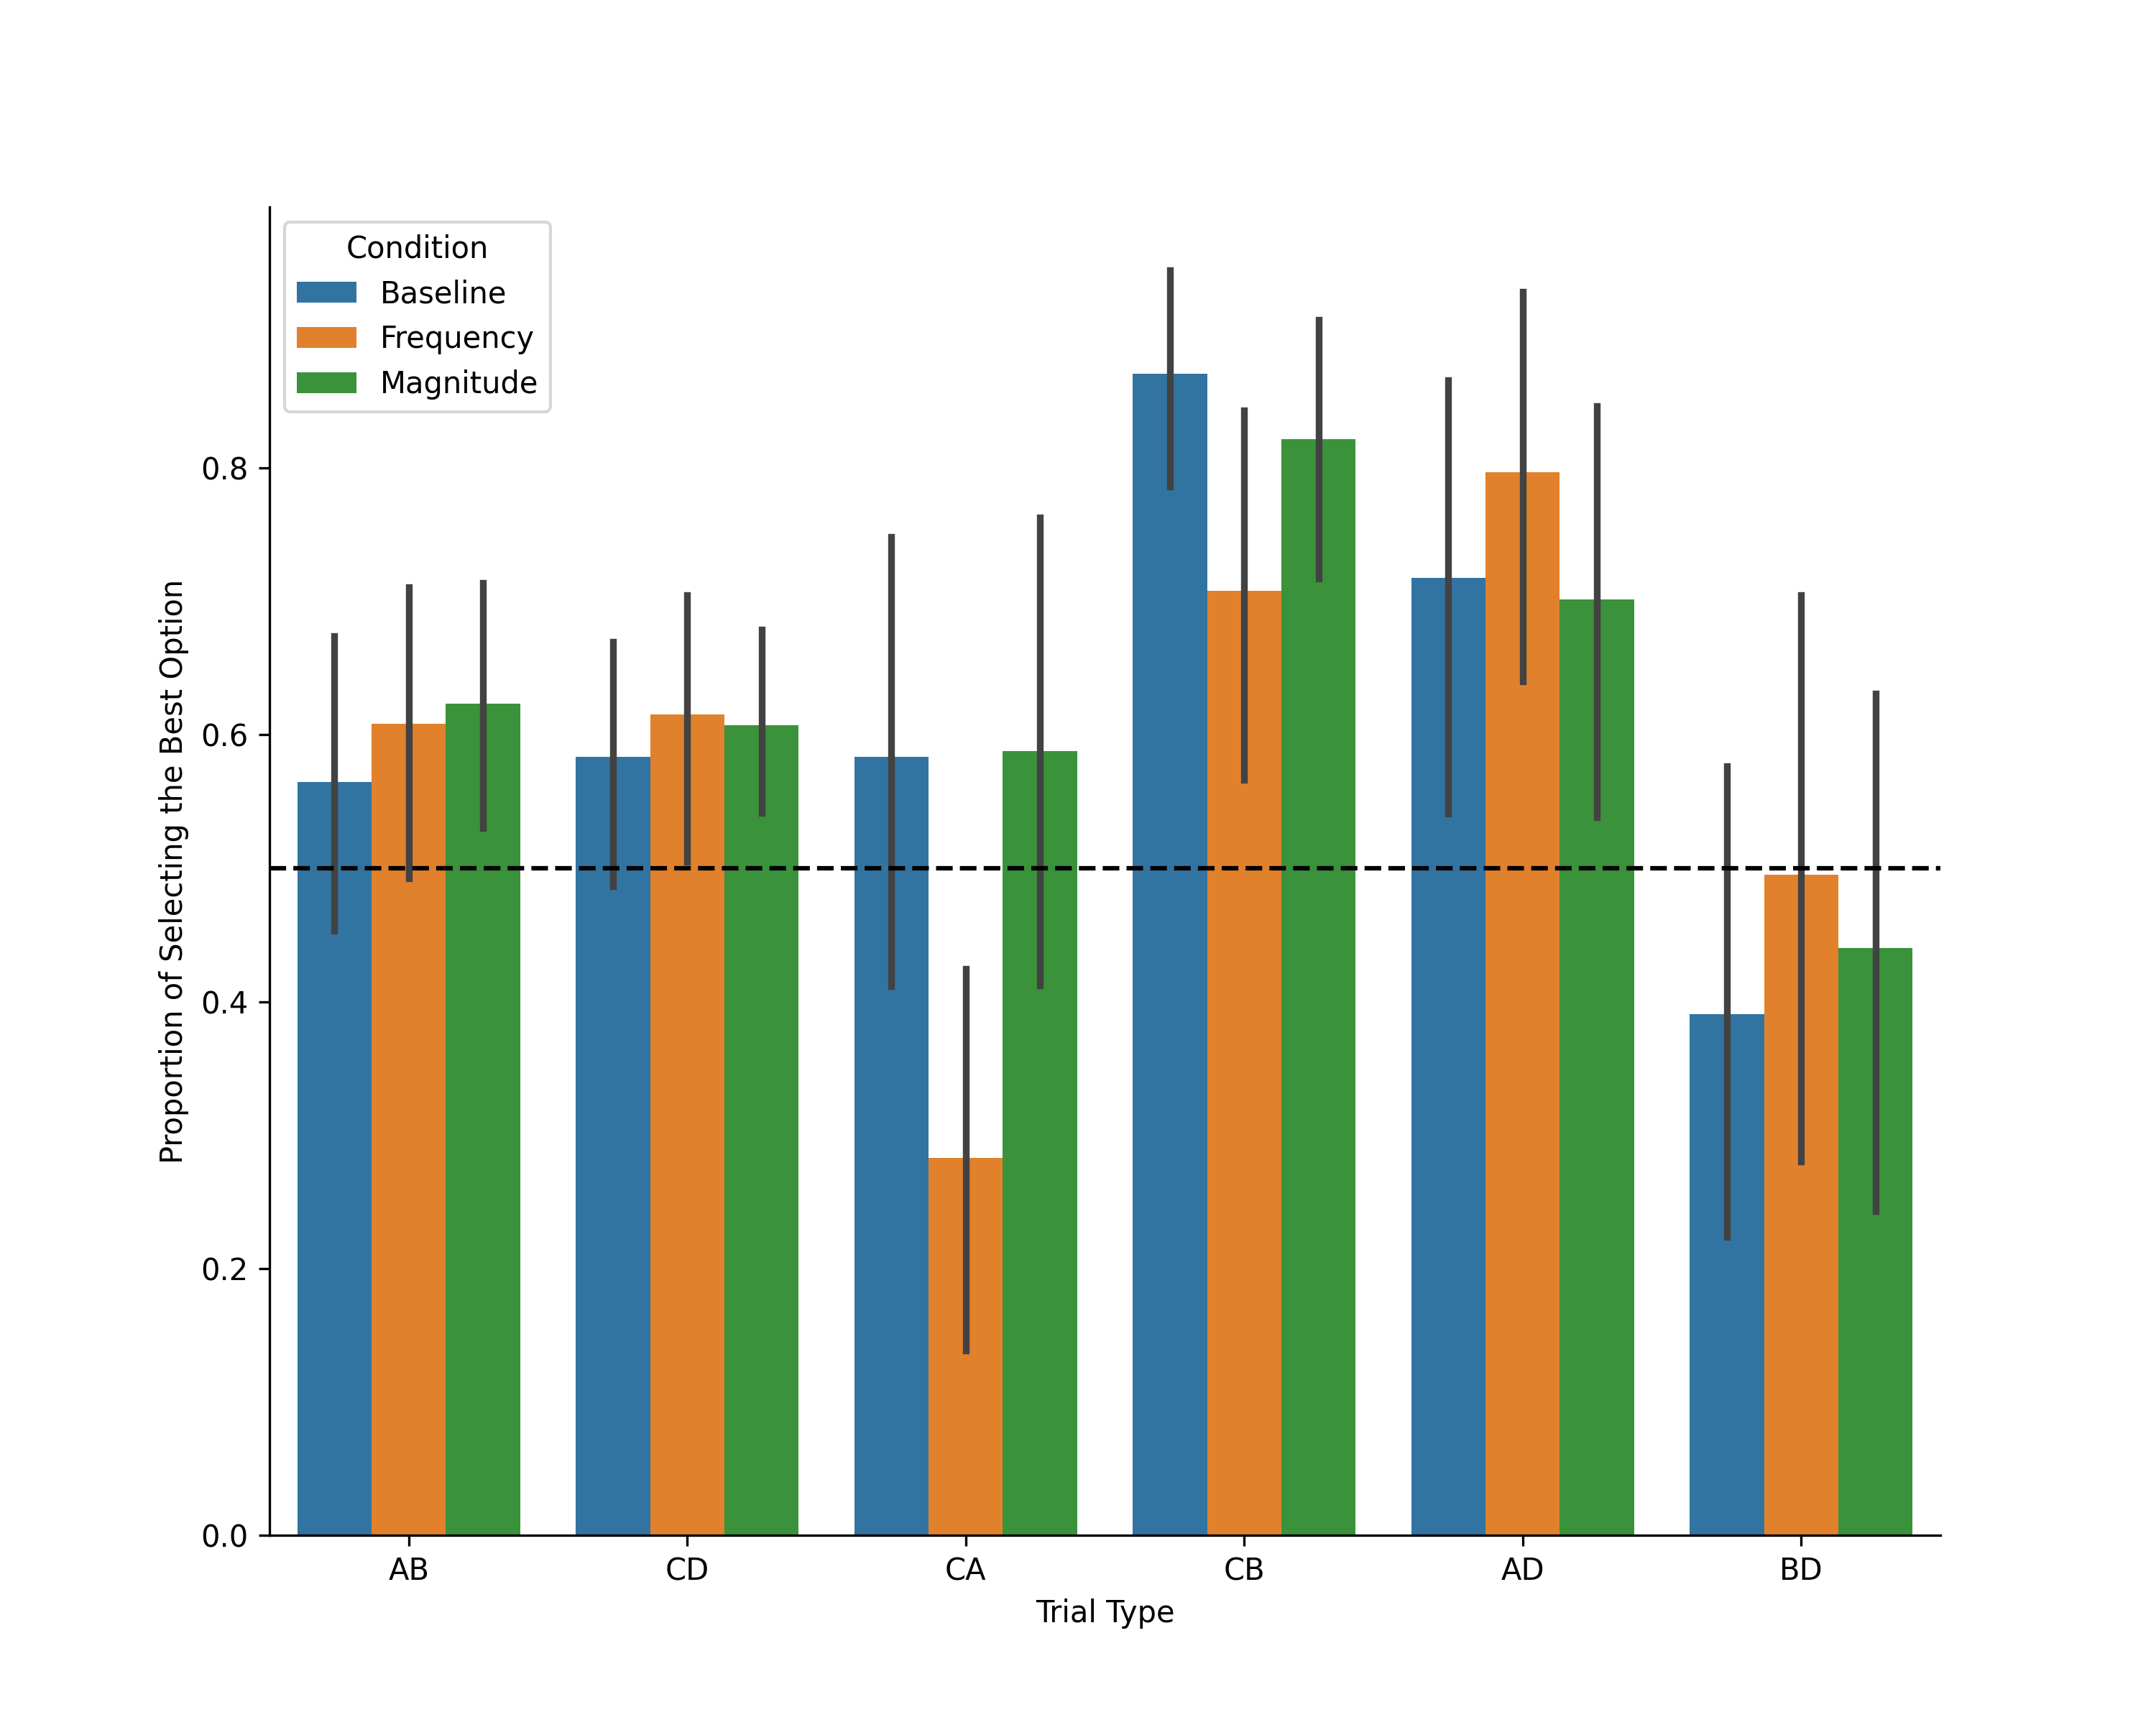 Condition
Baseline
Frequency
Magnitude
Proportion of Selecting the Best Option
0.8
0.6
0.4
0.2
0.0
AB CD CA CB AD BD
Trial Type